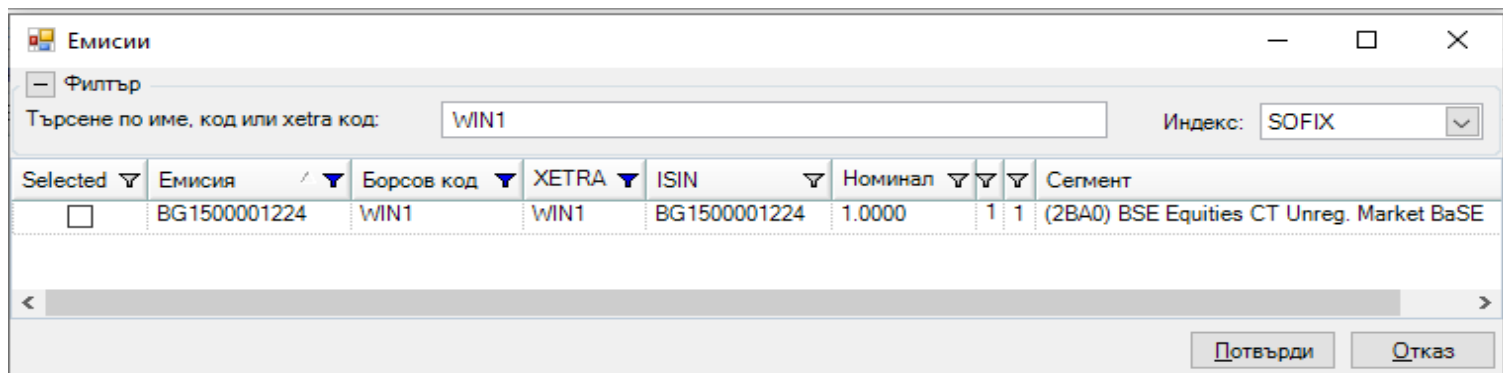 Емисии
Филтър
Търсене по име, код или xetra код: WIN1 Индекс: SOFIX
Selected Емисия Борсов код XETRA ISIN Номинал Сегмент
BG1500001224 WIN1 WIN1 BG1500001224 1.0000 1 1 (2BA0) BSE Equities CT Unreg. Market BaSE
Потвърди Отказ